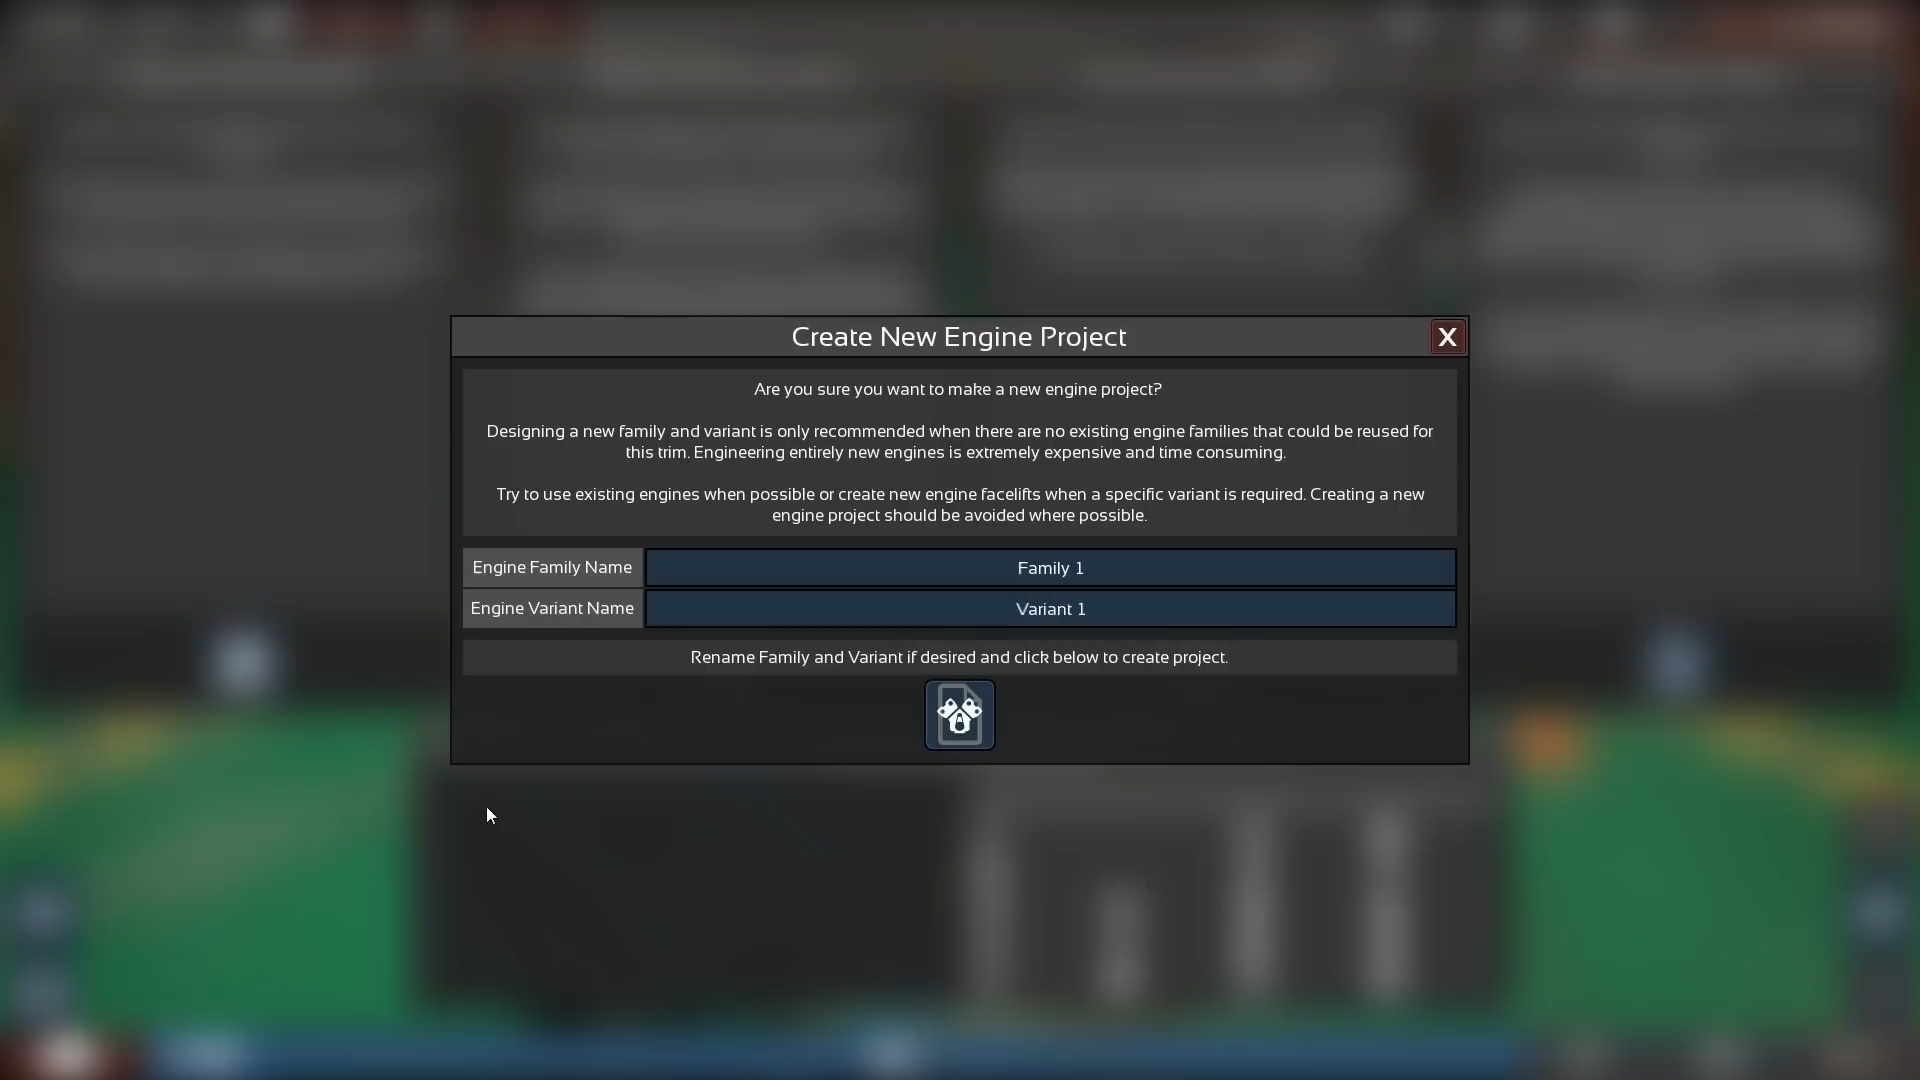 Create New Engine Project
X
Are you sure you want to make a new engine project?
Designing a new family and variant is only recommended when there are no existing engine families that could be reused for
this trim. Engineering entirely new engines is extremely expensive and time consuming.
Try to use existing engines when possible or create new engine facelifts when a specific variant is required. Creating a new
engine project should be avoided where possible.
Engine Family Name
Family 1
Engine Variant Name
Variant 1
Rename Family and Variant if desired and click below to create project.